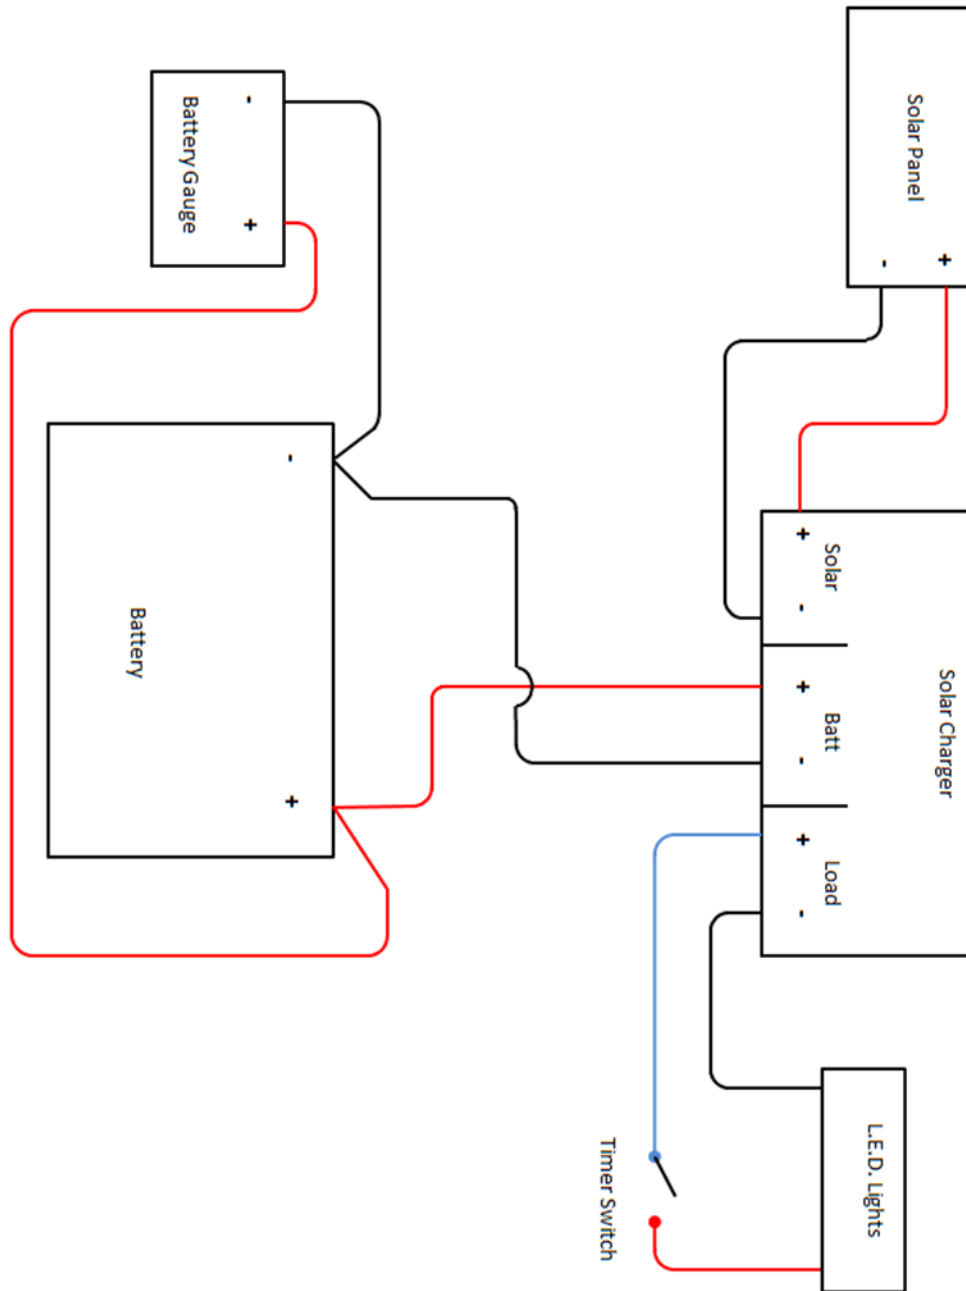 Solar Panel
- +
Solar Charger
Solar
+ -
Batt
+ -
Load
+ -
L.E.D. Lights
Timer Switch
Battery Gauge
- +
Battery
- +